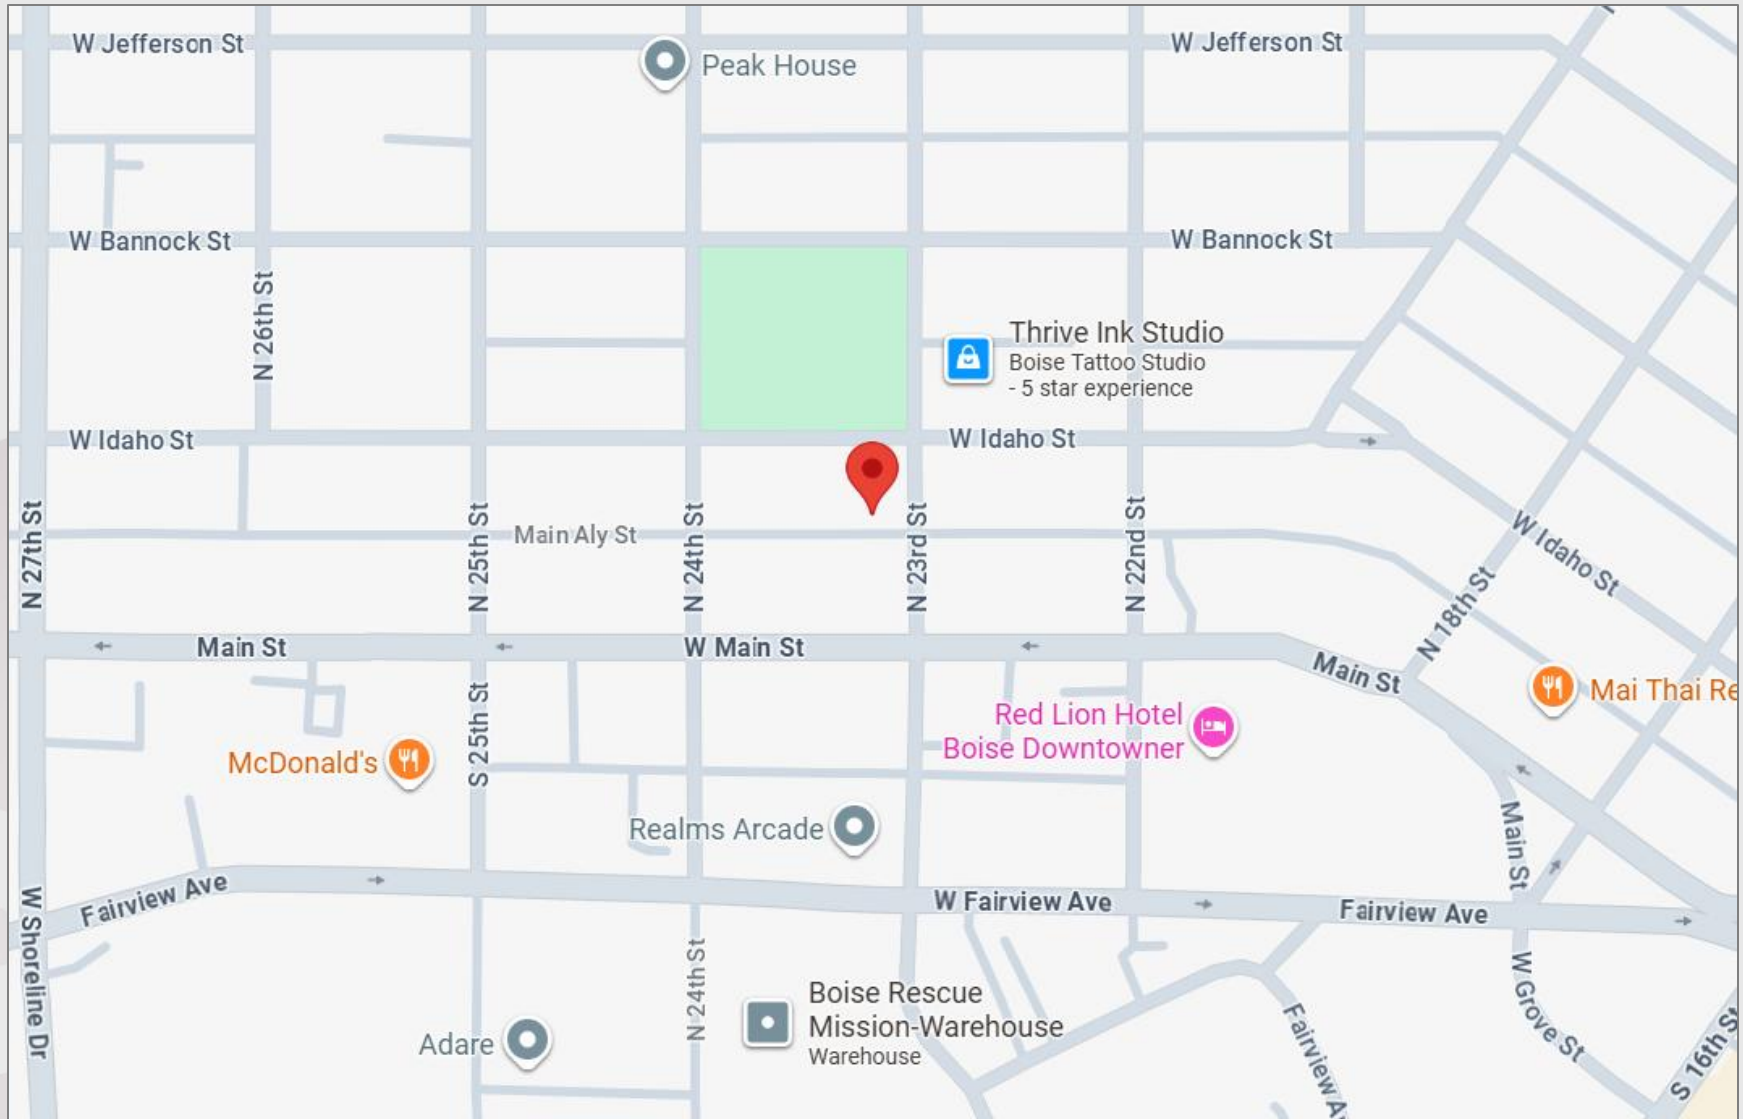 W Jefferson St
W Jefferson St
Peak House
W Bannock St
W Bannock St
N 26th St
Thrive Ink Studio
Boise Tattoo Studio
- 5 star experience
W Idaho St
W Idaho St
N 27th St
N 25th St
Main Aly St
N 24th St
N 23rd St
N 22nd St
W Idaho St
N 18th St
Main St
W Main St
Main St
Mai Thai Re
S 25th St
Red Lion Hotel
Boise Downtowner
McDonald's
Realms Arcade
Main St
Fairview Ave
W Fairview Ave
Fairview Ave
W Shoreline Dr
N 24th St
Boise Rescue
Mission-Warehouse
Warehouse
Adare
W Grove St
Fairview A
S 16th St